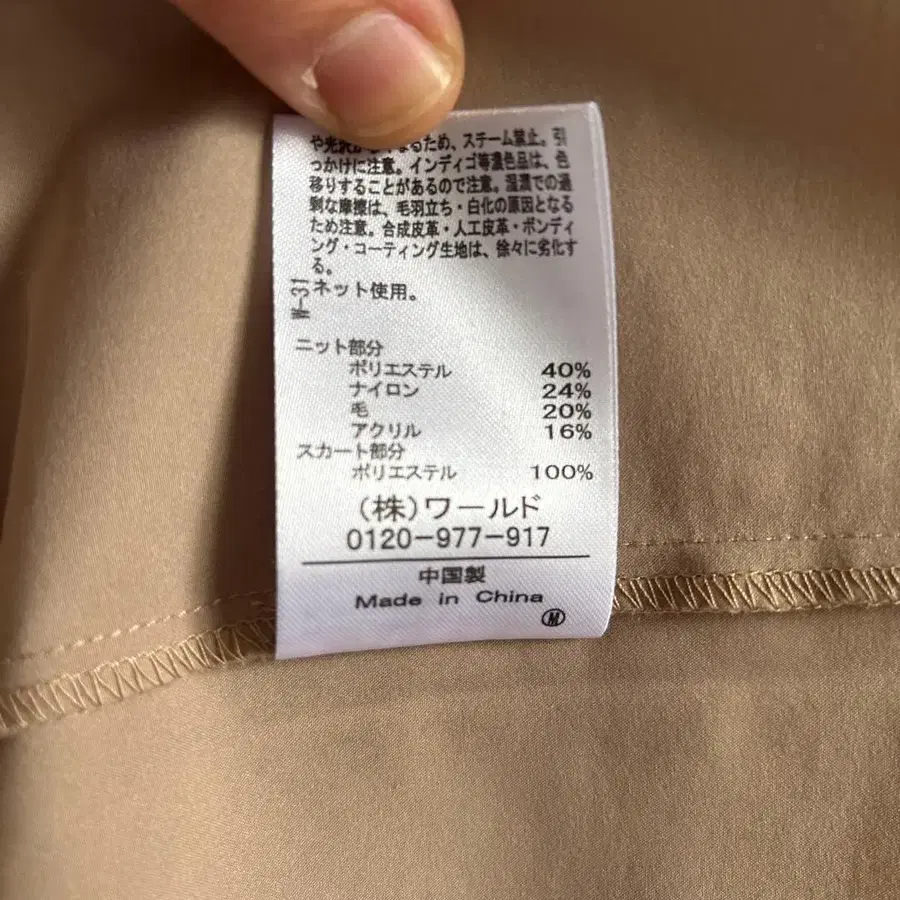 まるため、スチーム禁止。引
っかけに注意。インディゴ等濃色品は、色
移りすることがあるので注意。湿潤での過
剰な摩擦は、毛羽立ち・白化の原因となる
ため注意。合成皮革・人工皮革・ボンディ
ング・コーティング生地は、徐々に劣化す
る。
ネット使用。
W-31
ニット部分
ポリエステル 40%
ナイロン 24%
毛 20%
アクリル 16%
スカート部分
ポリエステル 100%
(株)ワールド
0120-977-917
中国製
Made in China
M